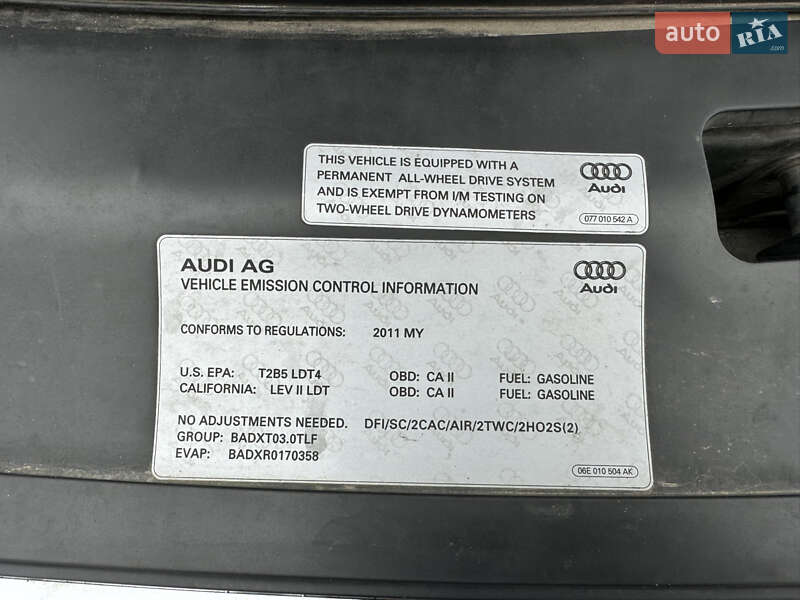 auto RIA
THIS VEHICLE IS EQUIPPED WITH A
PERMANENT ALL-WHEEL DRIVE SYSTEM
AND IS EXEMPT FROM I/M TESTING ON
TWO-WHEEL DRIVE DYNAMOMETERS
Audi
077 010 542 A
AUDI AG
VEHICLE EMISSION CONTROL INFORMATION
Audi
CONFORMS TO REGULATIONS: 2011 MY
U.S. EPA: T2B5 LDT4 OBD: CA II FUEL: GASOLINE
CALIFORNIA: LEV II LDT OBD: CA II FUEL: GASOLINE
NO ADJUSTMENTS NEEDED. DFI/SC/2CAC/AIR/2TWC/2HO2S(2)
GROUP: BADXT03.0TLF
EVAP: BADXR0170358
06E 010 504 AK